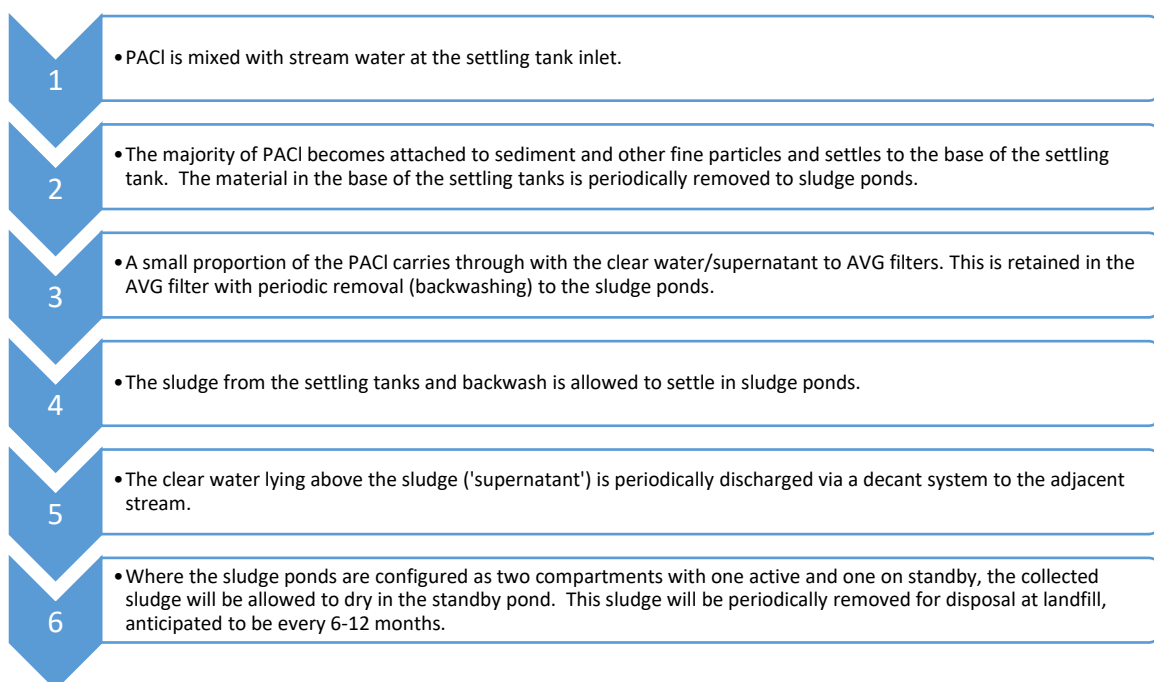 1
•PACl is mixed with stream water at the settling tank inlet.
2
•The majority of PACl becomes attached to sediment and other fine particles and settles to the base of the settling
tank.  The material in the base of the settling tanks is periodically removed to sludge ponds.
3
•A small proportion of the PACl carries through with the clear water/supernatant to AVG filters. This is retained in the
AVG filter with periodic removal (backwashing) to the sludge ponds.
4
•The sludge from the settling tanks and backwash is allowed to settle in sludge ponds.
5
•The clear water lying above the sludge ('supernatant') is periodically discharged via a decant system to the adjacent
stream.
6
•Where the sludge ponds are configured as two compartments with one active and one on standby, the collected
sludge will be allowed to dry in the standby pond.  This sludge will be periodically removed for disposal at landfill,
anticipated to be every 6-12 months.